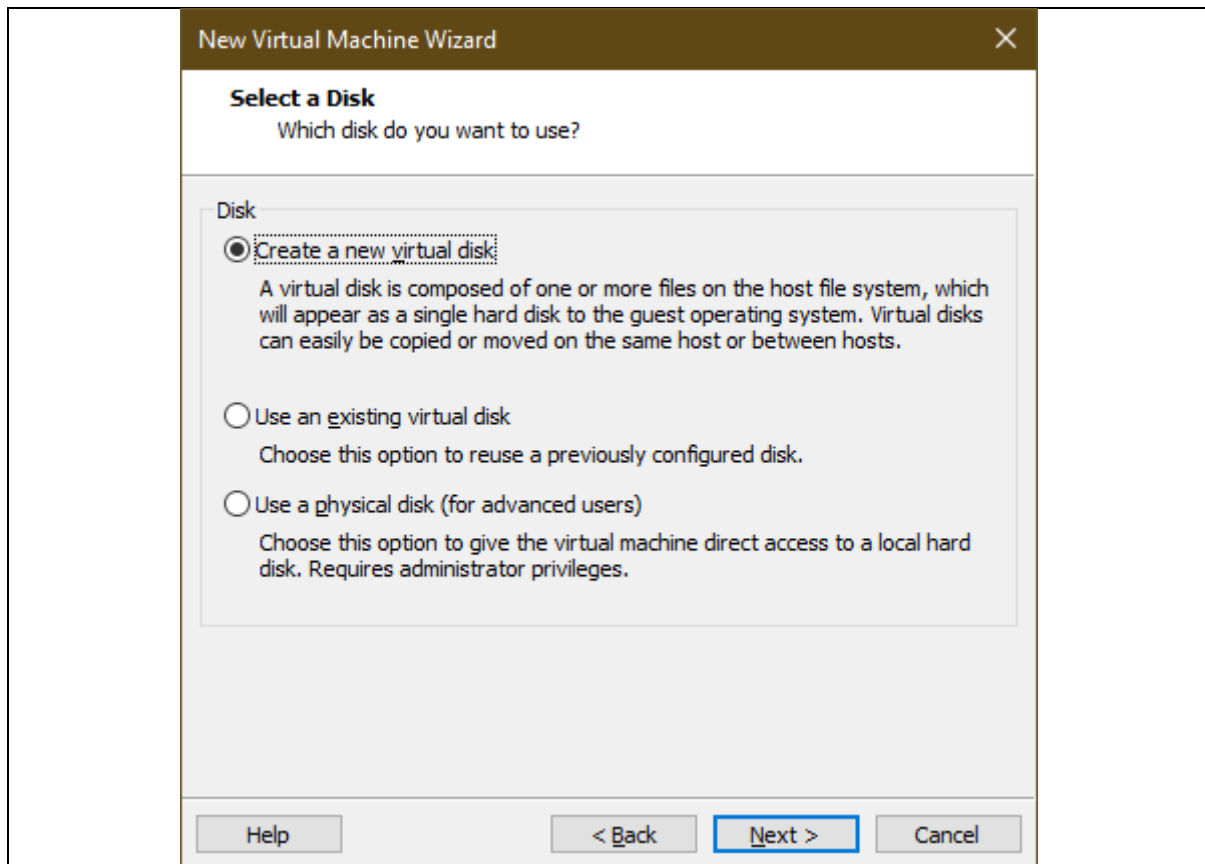 New Virtual Machine Wizard
Select a Disk
Which disk do you want to use?
Disk
Create a new virtual disk
A virtual disk is composed of one or more files on the host file system, which
will appear as a single hard disk to the guest operating system. Virtual disks
can easily be copied or moved on the same host or between hosts.
Use an existing virtual disk
Choose this option to reuse a previously configured disk.
Use a physical disk (for advanced users)
Choose this option to give the virtual machine direct access to a local hard
disk. Requires administrator privileges.
Help < Back Next > Cancel